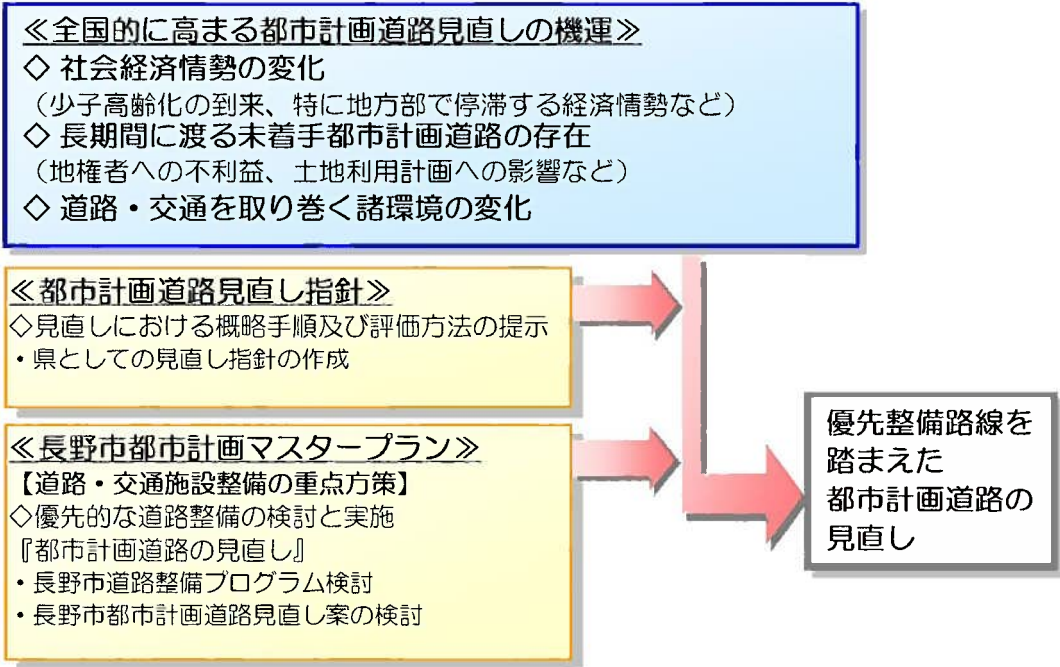 ≪全国的に高まる都市計画道路見直しの機運≫
◇ 社会経済情勢の変化
（少子高齢化の到来、特に地方部で停滞する経済情勢など）
◇ 長期間に渡る未着手都市計画道路の存在
（地権者への不利益、土地利用計画への影響など）
◇ 道路・交通を取り巻く諸環境の変化
≪都市計画道路見直し指針≫
◇見直しにおける概略手順及び評価方法の提示
・県としての見直し指針の作成
≪長野市都市計画マスタープラン≫
【道路・交通施設整備の重点方策】
◇優先的な道路整備の検討と実施
『都市計画道路の見直し』
・長野市道路整備プログラム検討
・長野市都市計画道路見直し案の検討
優先整備路線を
踏まえた
都市計画道路の
見直し